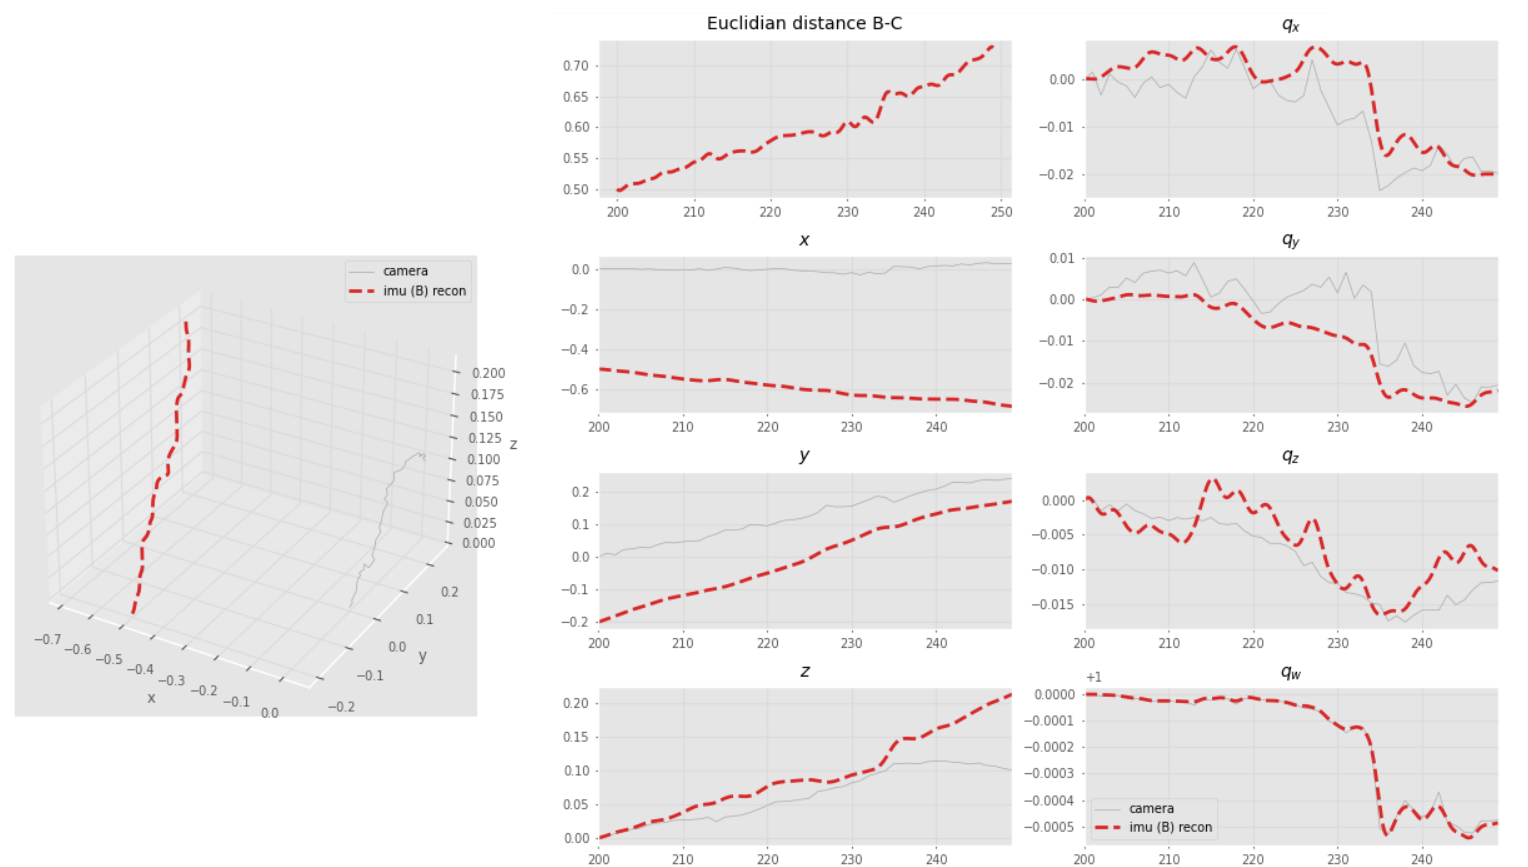 camera
imu (B) recon
0.200
0.175
0.150
0.125
0.100
0.075
0.050
0.025
0.000
z
−0.7
−0.6
−0.5
−0.4
−0.3
−0.2
−0.1
0.0
x
−0.2
−0.1
0.0
0.1
0.2
y
Euclidian distance B-C
0.70
0.65
0.60
0.55
0.50
200 210 220 230 240 250
x
0.0
−0.2
−0.4
−0.6
200 210 220 230 240
y
0.2
0.1
0.0
−0.1
−0.2
200 210 220 230 240
z
0.20
0.15
0.10
0.05
0.00
200 210 220 230 240
qx
0.00
−0.01
−0.02
200 210 220 230 240
qy
0.01
0.00
−0.01
−0.02
200 210 220 230 240
qz
0.000
−0.005
−0.010
−0.015
200 210 220 230 240
qw
+1
0.0000
−0.0001
−0.0002
−0.0003
−0.0004
−0.0005
camera
imu (B) recon
200 210 220 230 240